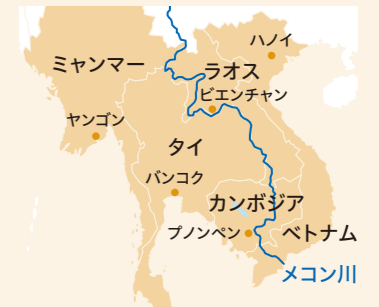 ハノイ
ミャンマー
ラオス
ビエンチャン
ヤンゴン
タイ
バンコク
カンボジア
プノンペン
ベトナム
メコン川